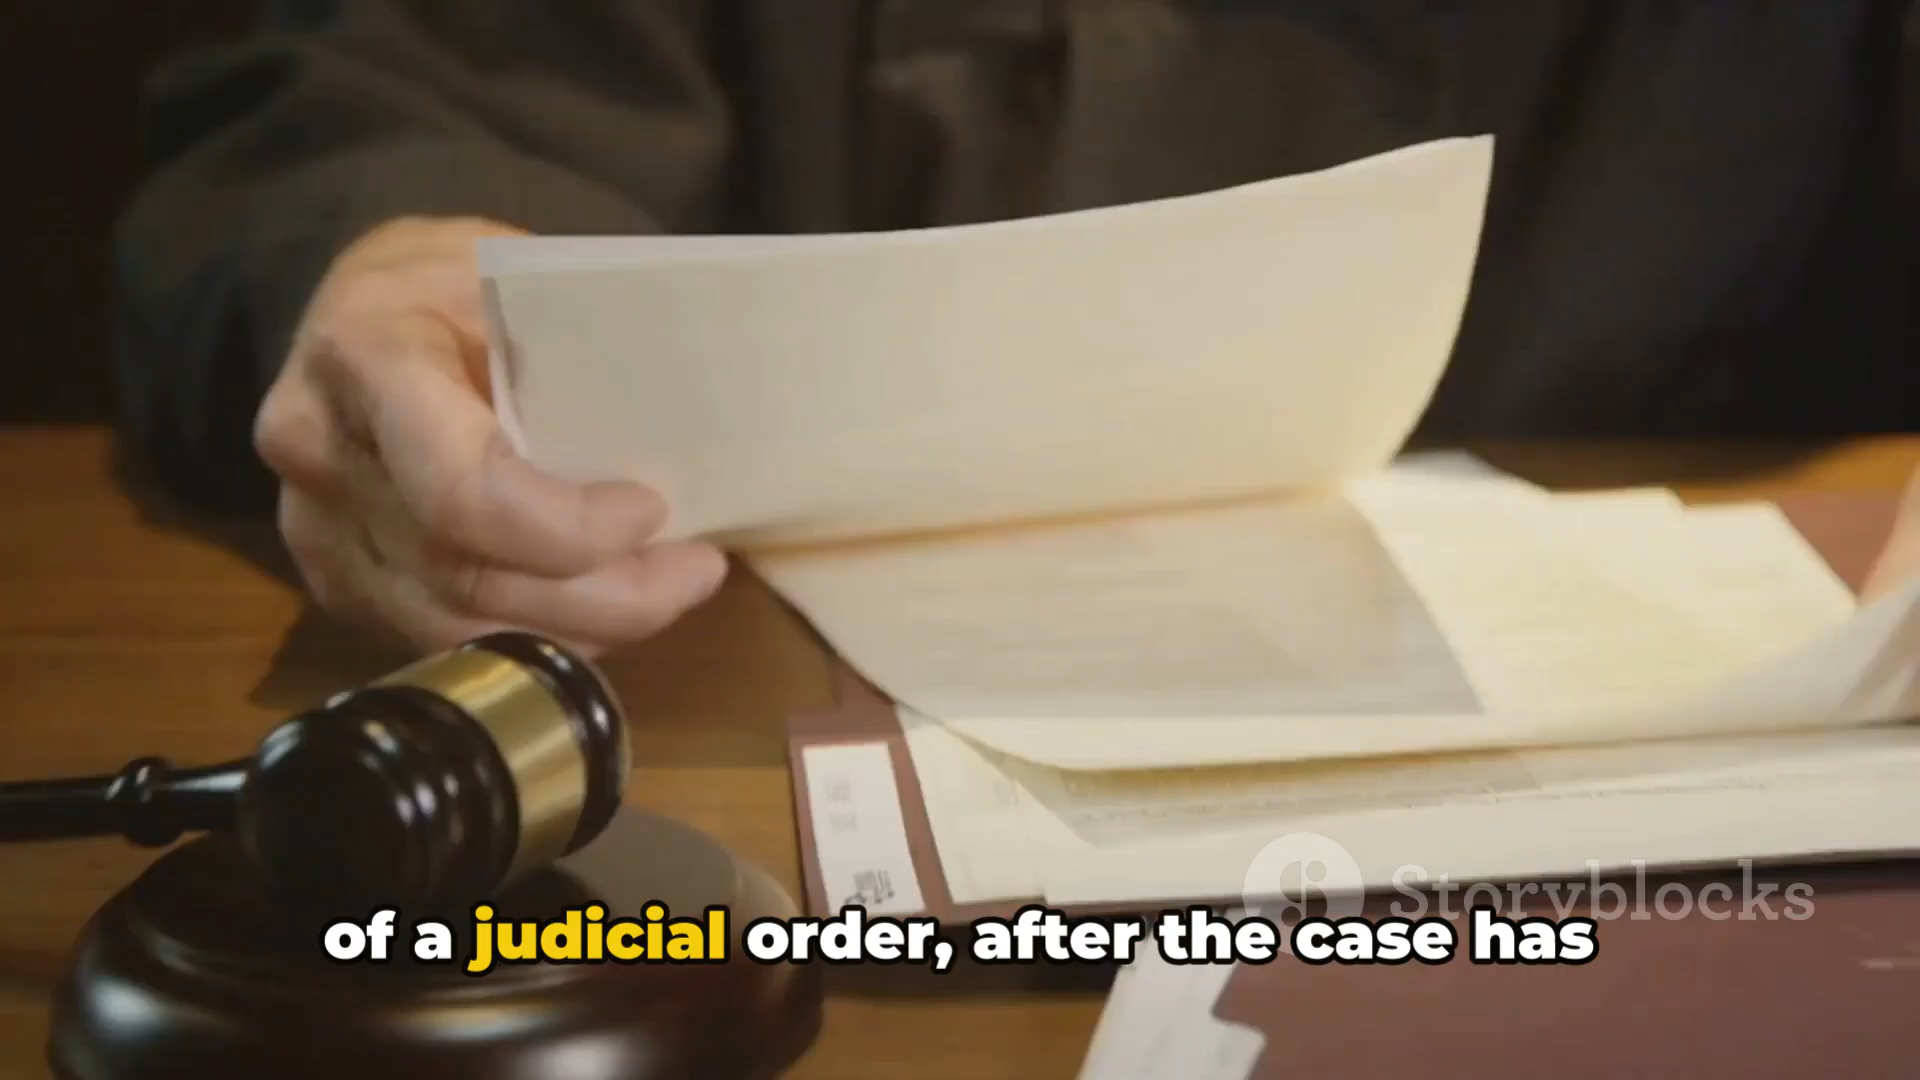 Storyblocks
of a judicial order, after the case has